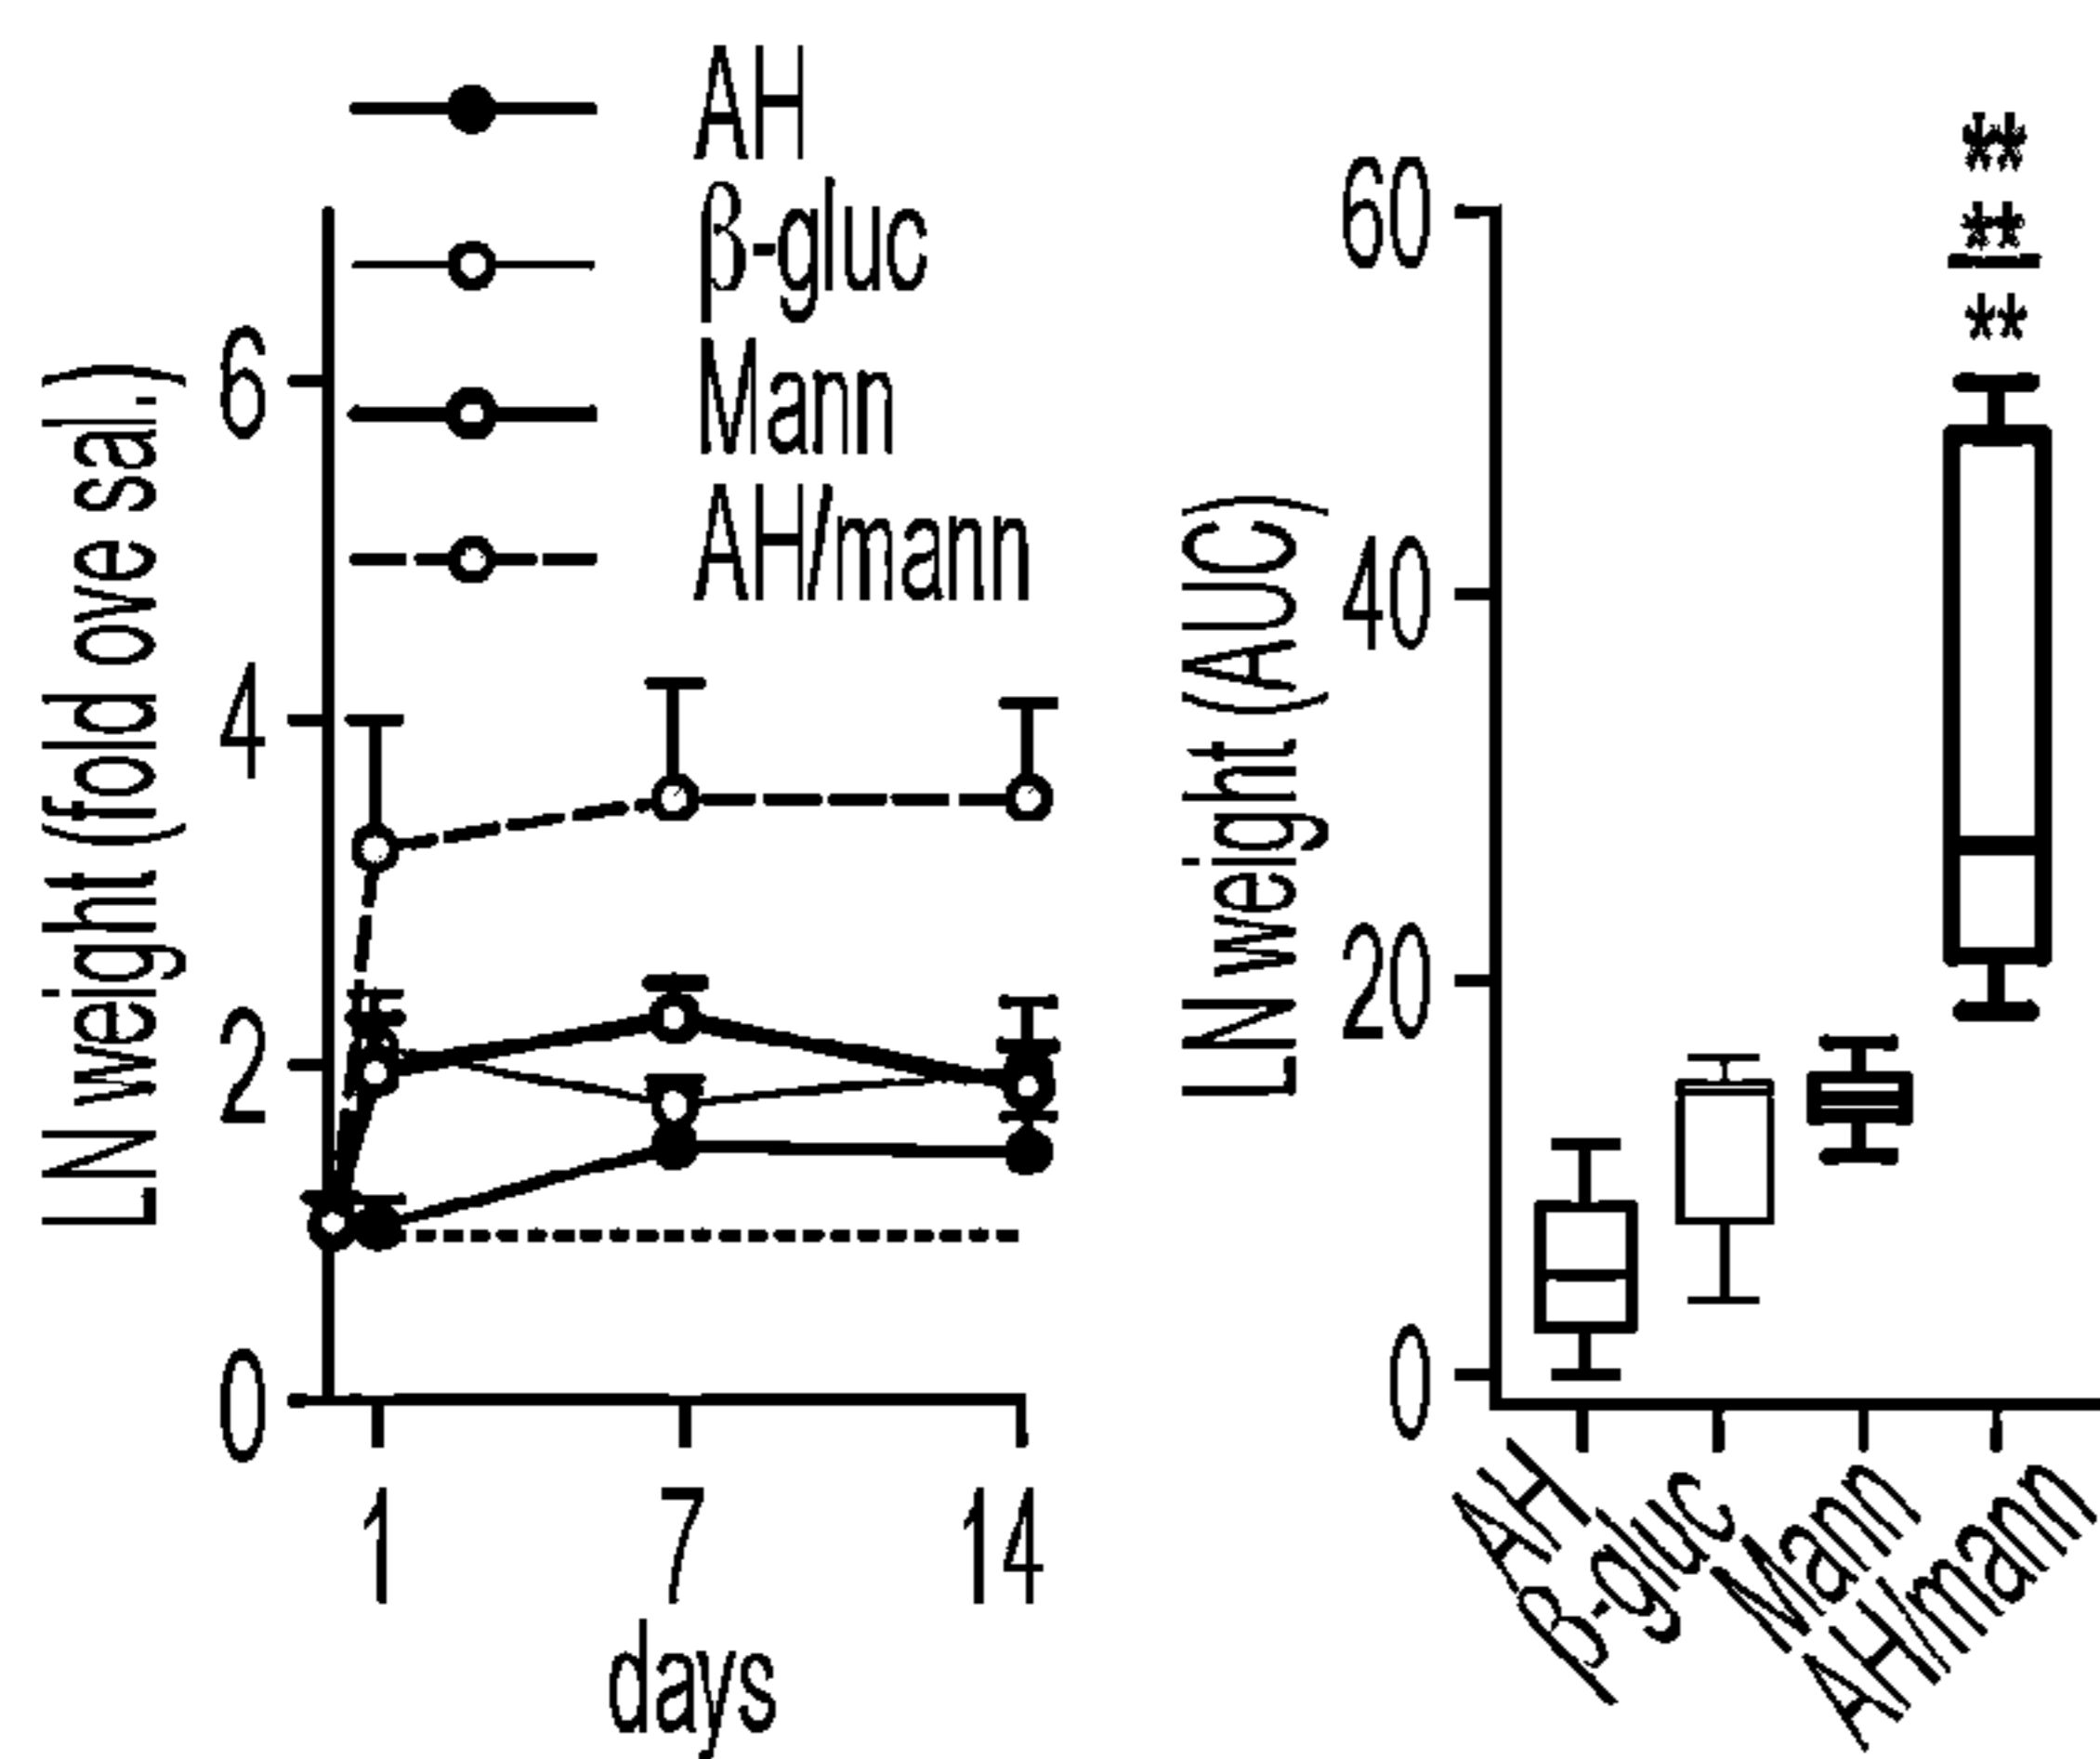 AH
β-gluc
Mann
AH/mann
LN weight (fold ove sal.)
6
4
2
0
1 7 14
days
LN weight (AUC)
60
40
20
0
**
**
**
AH
β-gluc
Mann
AH/mann